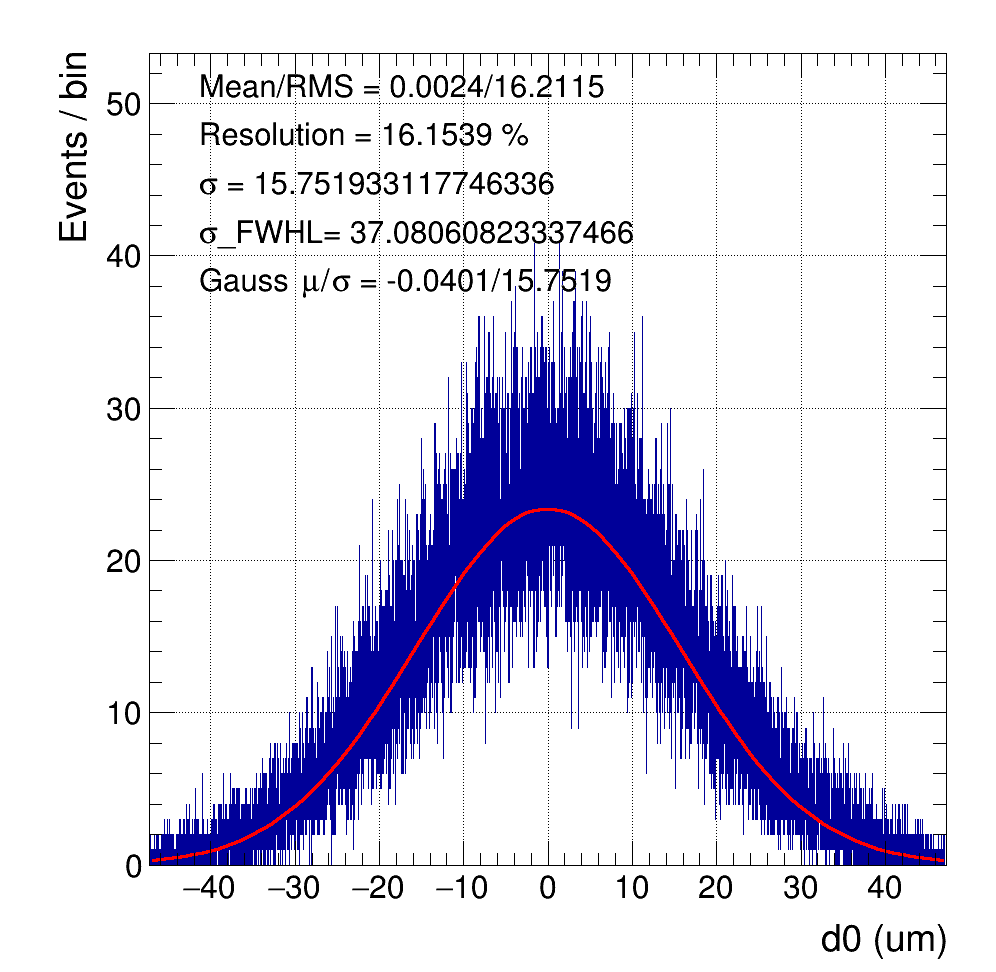 Events / bin
Mean/RMS = 0.0024/16.2115
Resolution = 16.1539 %
σ = 15.751933117746336
σ_FWHL= 37.08060823337466
Gauss μ/σ = -0.0401/15.7519
50
40
30
20
10
0
−40 −30 −20 −10 0 10 20 30 40
d0 (um)